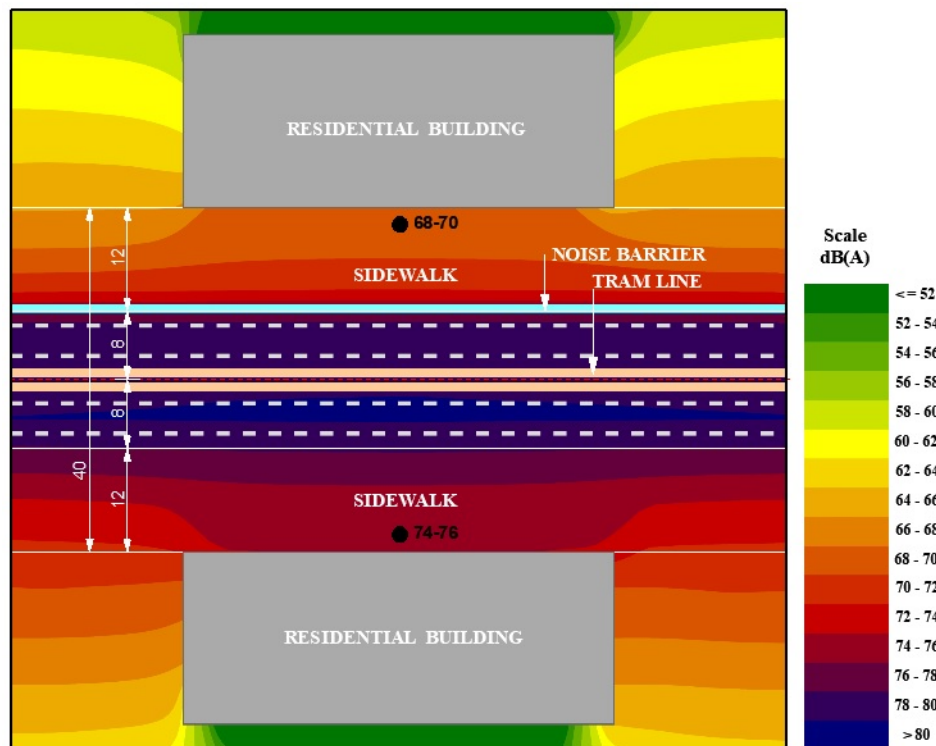 RESIDENTIAL BUILDING
68-70
12
SIDEWALK
NOISE BARRIER
TRAM LINE
8
8
40
12
SIDEWALK
74-76
RESIDENTIAL BUILDING
Scale
dB(A)
<= 52
52 - 54
54 - 56
56 - 58
58 - 60
60 - 62
62 - 64
64 - 66
66 - 68
68 - 70
70 - 72
72 - 74
74 - 76
76 - 78
78 - 80
>80